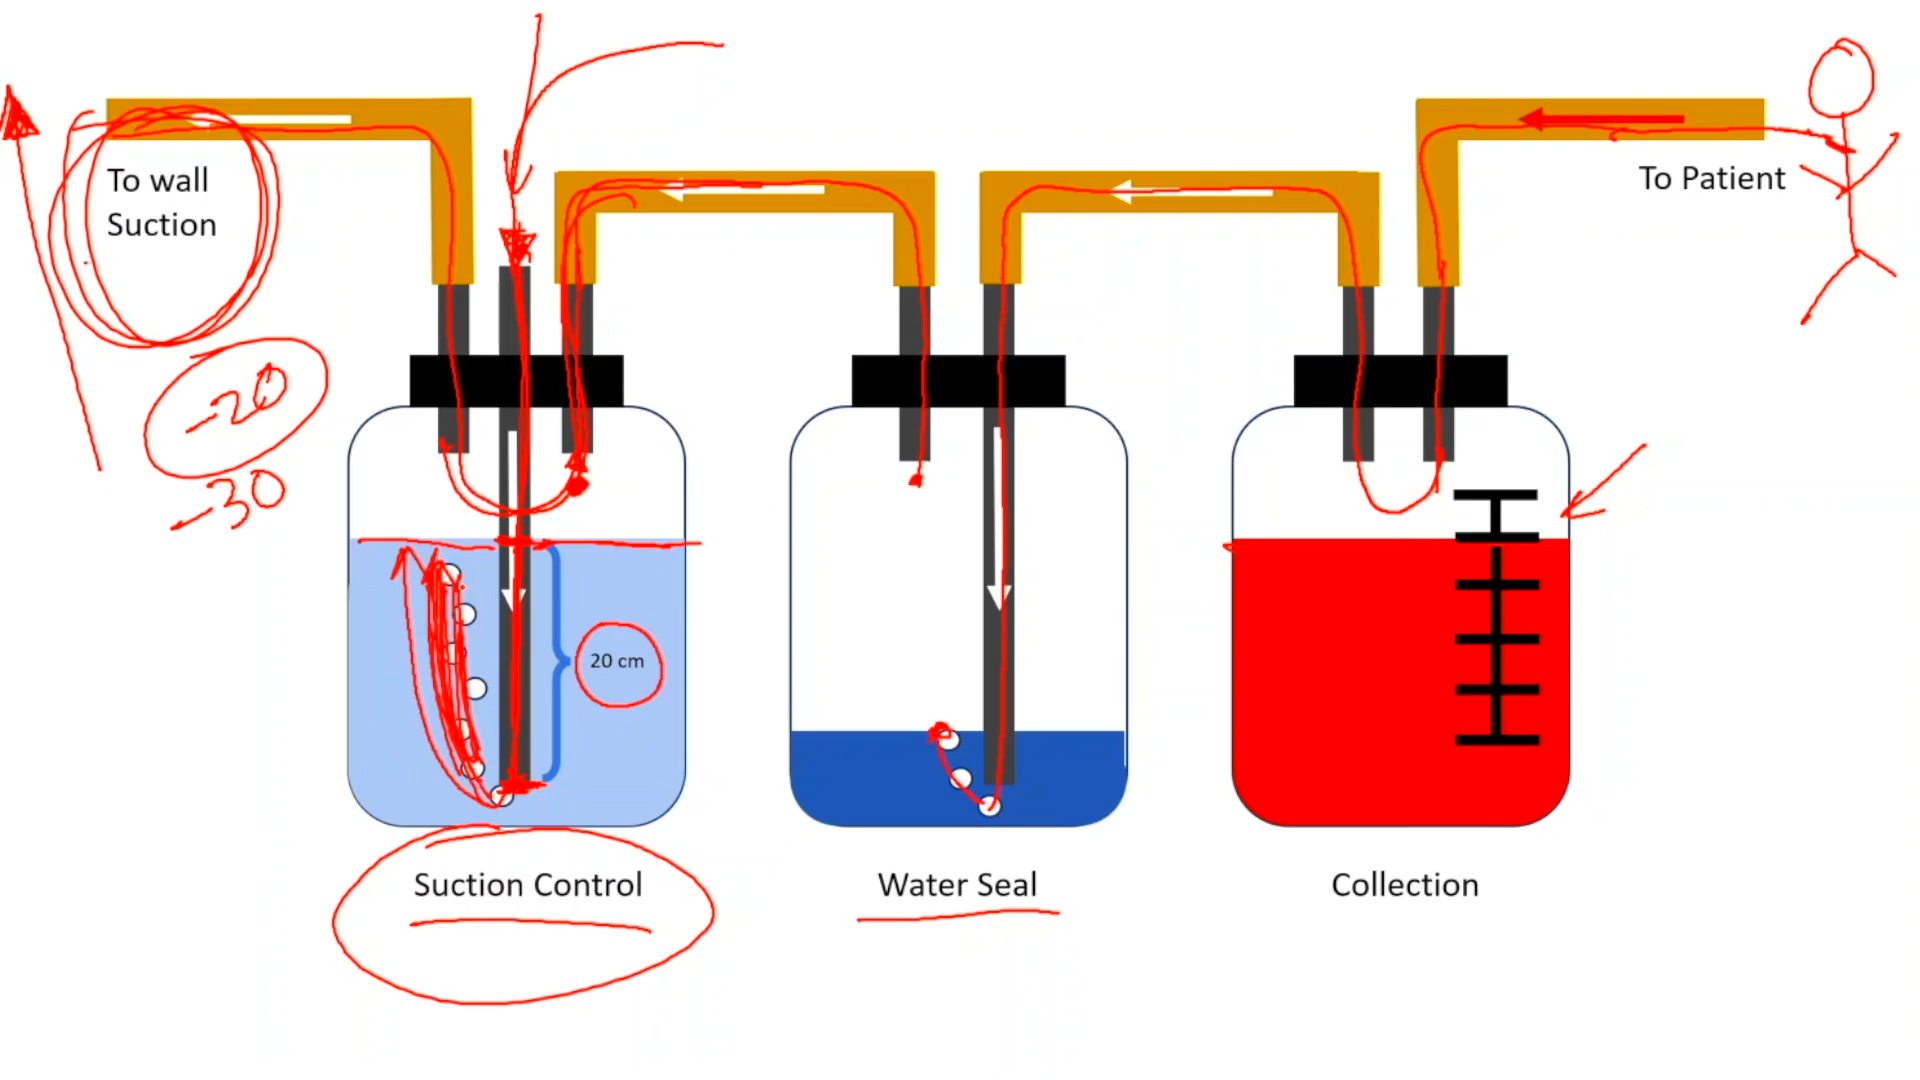 To wall
Suction
To Patient
-20
-30
20 cm
Suction Control
Water Seal
Collection